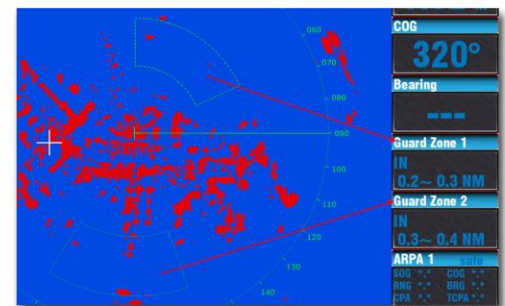 060
070
080
090
100
110
120
130
140
COG
320°
Bearing
---
Guard Zone 1
IN
0.2~ 0.3 NM
Guard Zone 2
IN
0.3~ 0.4 NM
ARPA 1 safe
SOG *.* COG *.*
RNG *.* BRG *.*
CPA *.* TCPA *.*